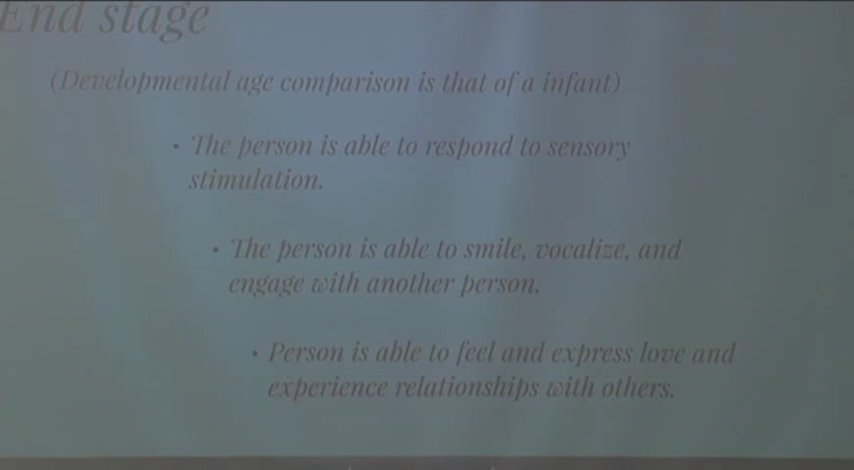 End stage
(Developmental age comparison is that of a infant)
• The person is able to respond to sensory
stimulation.
• The person is able to smile, vocalize, and
engage with another person.
• Person is able to feel and express love and
experience relationships with others.